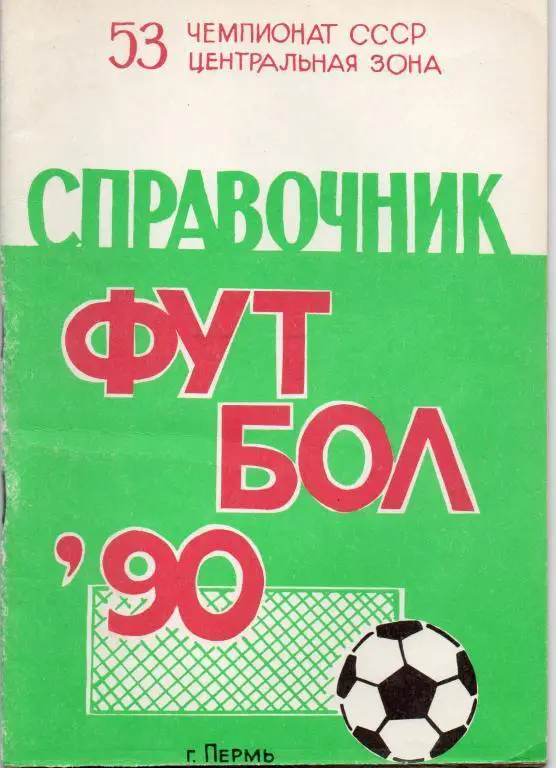 53 ЧЕМПИОНАТ СССР
ЦЕНТРАЛЬНАЯ ЗОНА
СПРАВОЧНИК
ФУТ
БОЛ
'90
г. ПЕРМЬ